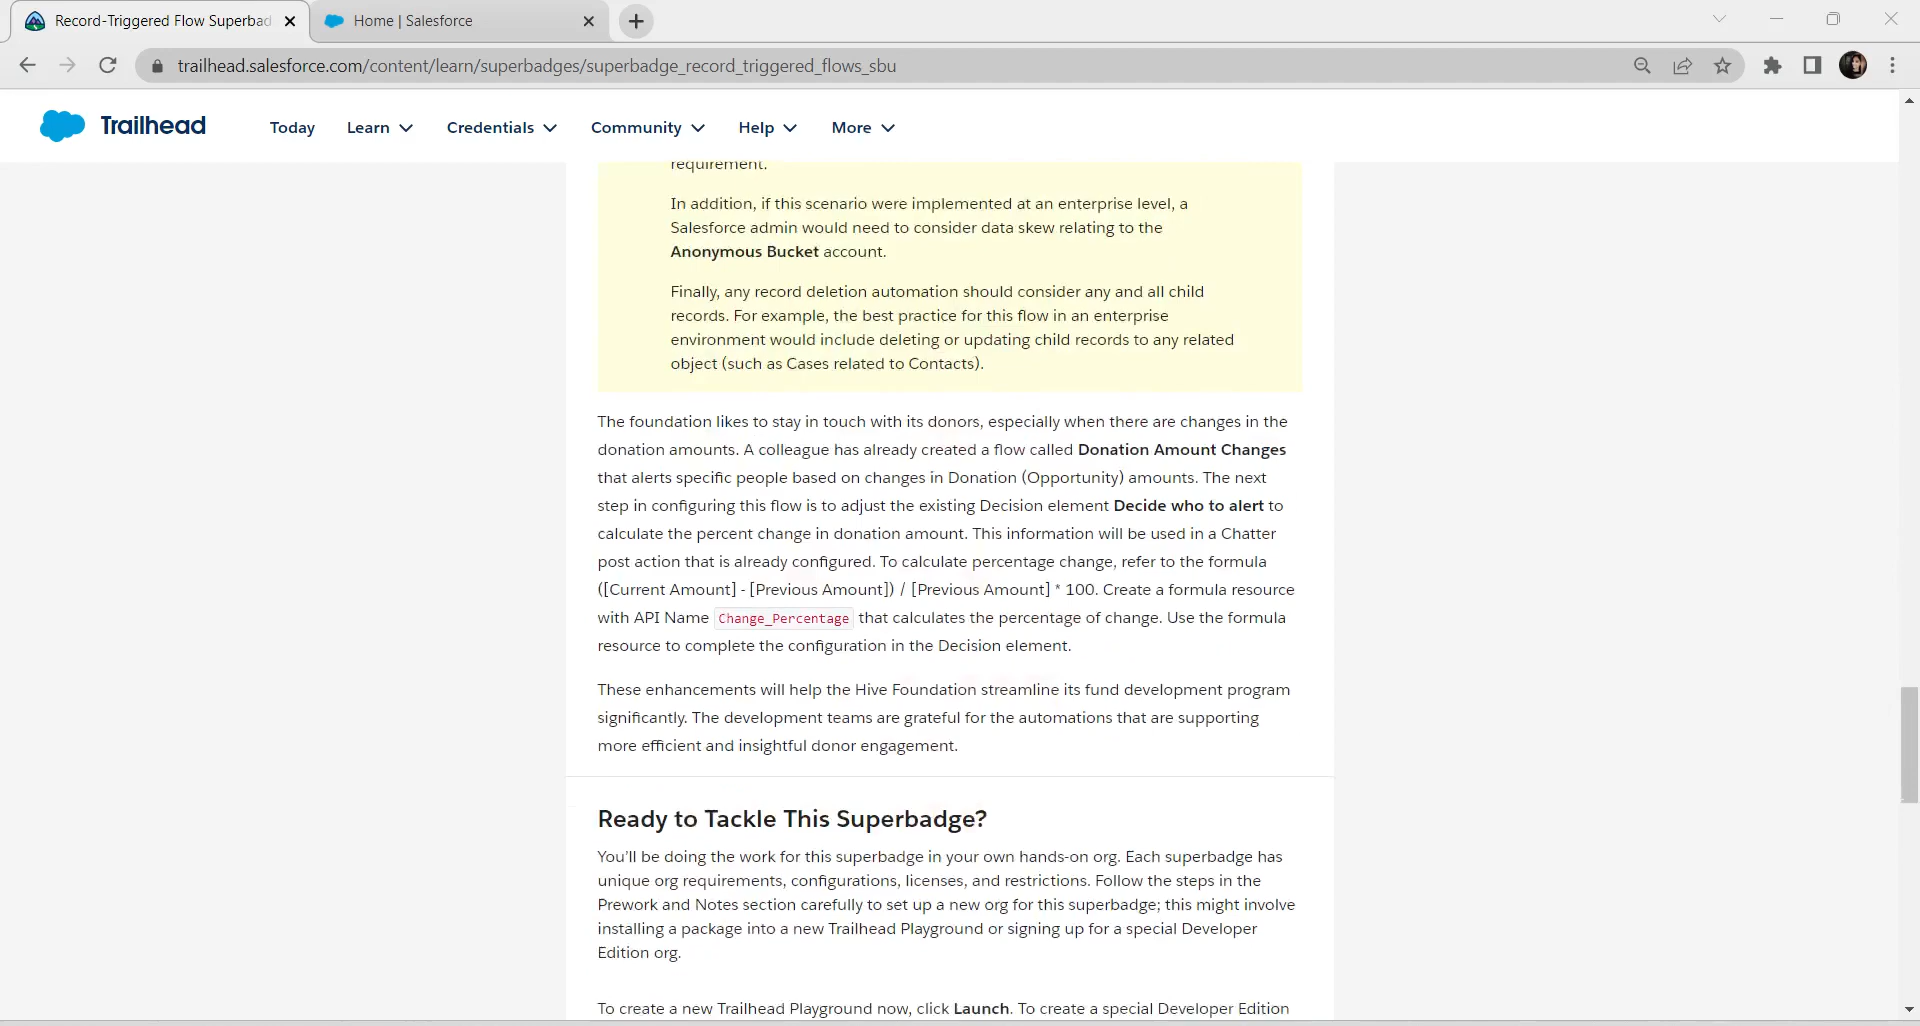 Record-Triggered Flow Superbad
Home | Salesforce
trailhead.salesforce.com/content/learn/superbadges/superbadge_record_triggered_flows_sbu
Trailhead
Today
Learn
Credentials
Community
Help
More
requirement.
In addition, if this scenario were implemented at an enterprise level, a
Salesforce admin would need to consider data skew relating to the
Anonymous Bucket account.
Finally, any record deletion automation should consider any and all child
records. For example, the best practice for this flow in an enterprise
environment would include deleting or updating child records to any related
object (such as Cases related to Contacts).
The foundation likes to stay in touch with its donors, especially when there are changes in the
donation amounts. A colleague has already created a flow called Donation Amount Changes
that alerts specific people based on changes in Donation (Opportunity) amounts. The next
step in configuring this flow is to adjust the existing Decision element Decide who to alert to
calculate the percent change in donation amount. This information will be used in a Chatter
post action that is already configured. To calculate percentage change, refer to the formula
([Current Amount] - [Previous Amount]) / [Previous Amount] * 100. Create a formula resource
with API Name Change_Percentage that calculates the percentage of change. Use the formula
resource to complete the configuration in the Decision element.
These enhancements will help the Hive Foundation streamline its fund development program
significantly. The development teams are grateful for the automations that are supporting
more efficient and insightful donor engagement.
Ready to Tackle This Superbadge?
You'll be doing the work for this superbadge in your own hands-on org. Each superbadge has
unique org requirements, configurations, licenses, and restrictions. Follow the steps in the
Prework and Notes section carefully to set up a new org for this superbadge; this might involve
installing a package into a new Trailhead Playground or signing up for a special Developer
Edition org.
To create a new Trailhead Playground now, click Launch. To create a special Developer Edition